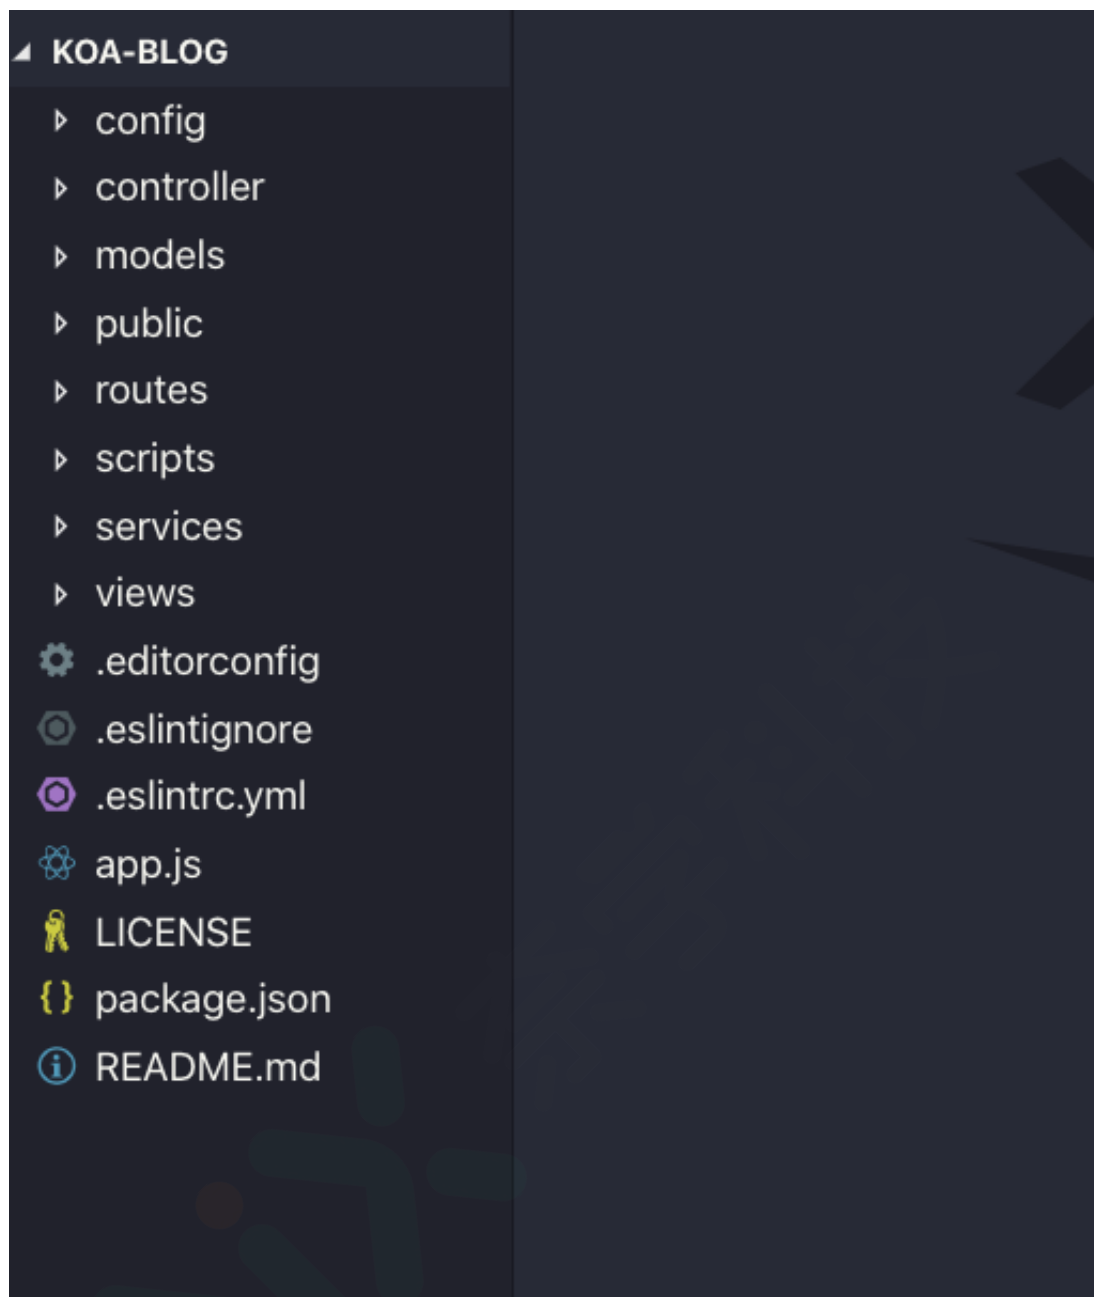 KOA-BLOG
config
controller
models
public
routes
scripts
services
views
.editorconfig
.eslintignore
.eslintrc.yml
app.js
LICENSE
package.json
README.md